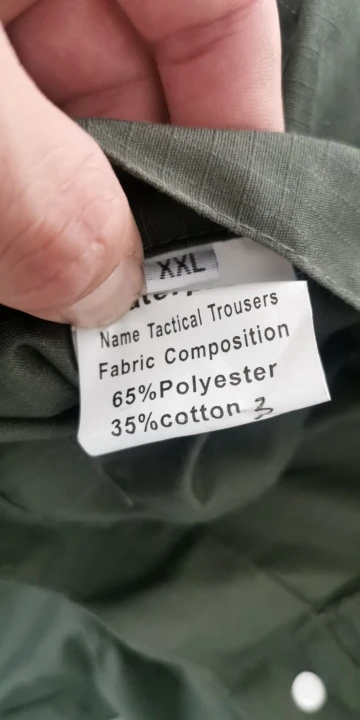 XXL
Name Tactical Trousers
Fabric Composition
65%Polyester
35%cotton 3